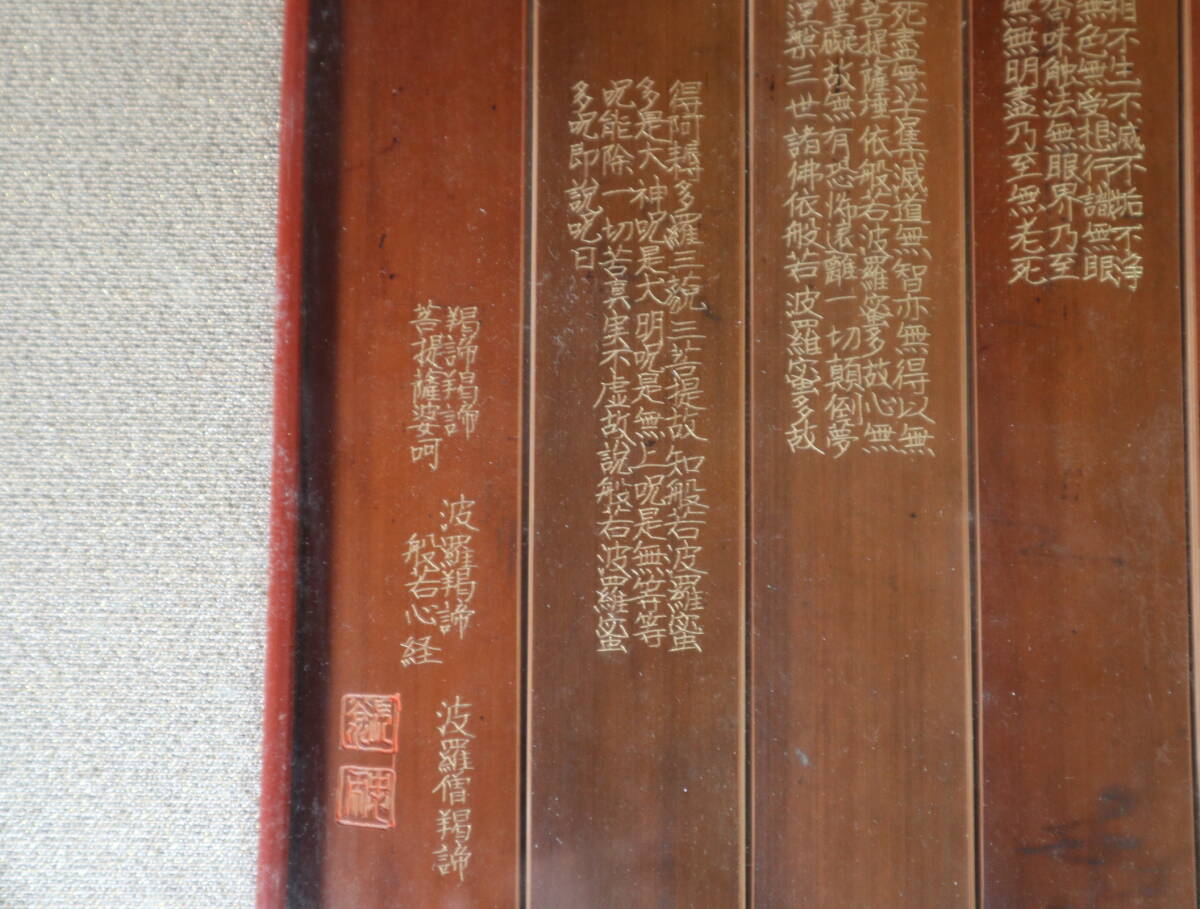 相不生不滅不垢不浄
無色無受想行識無眼
香味触法無眼界乃至
無無明盡乃至無老死
死盡無苦集滅道無智亦無得以無
菩提薩埵依般若波羅蜜多故心無
罣礙故無有恐怖遠離一切顛倒夢
涅槃三世諸佛依般若波羅蜜多故
得阿耨多羅三藐三菩提故知般若波羅蜜
多是大神呪是大明呪是無上呪是無等等
呪能除一切苦真実不虚故説般若波羅蜜
多呪即説呪曰
羯諦羯諦 波羅羯諦 波羅僧羯諦
菩提薩婆呵 般若心経